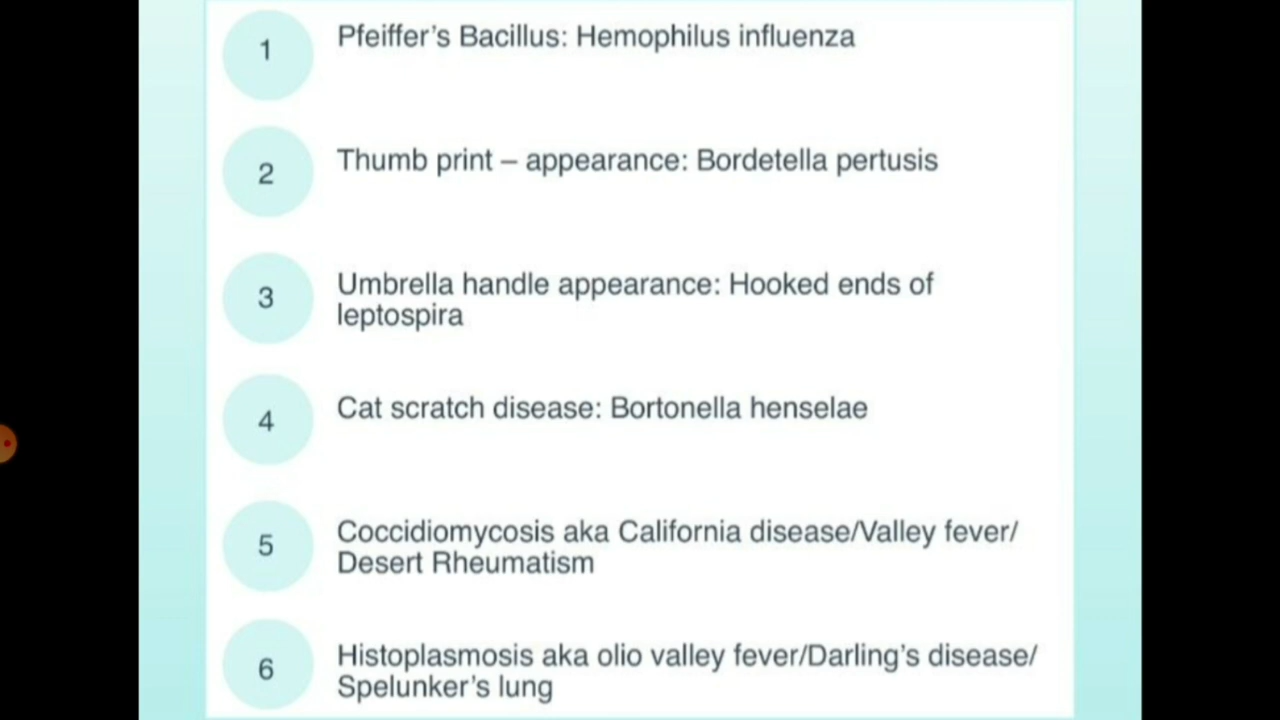 1
Pfeiffer’s Bacillus: Hemophilus influenza
2
Thumb print – appearance: Bordetella pertusis
3
Umbrella handle appearance: Hooked ends of
leptospira
4
Cat scratch disease: Bortonella henselae
5
Coccidiomycosis aka California disease/Valley fever/
Desert Rheumatism
6
Histoplasmosis aka olio valley fever/Darling’s disease/
Spelunker’s lung